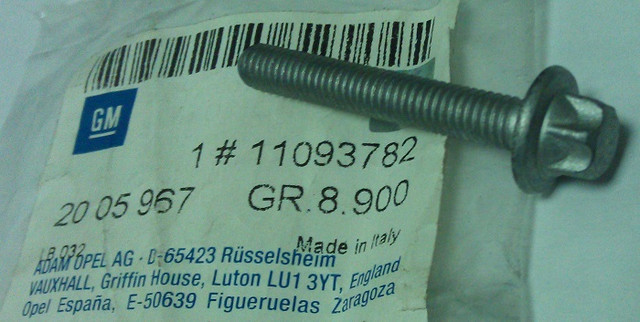 GM
1 # 11093782
20 05 967 GR.8.900
LB 032 Made in Italy
ADAM OPEL AG · D-65423 Rüsselsheim
VAUXHALL, Griffin House, Luton LU1 3YT, England
Opel España, E-50639 Figueruelas Zaragoza